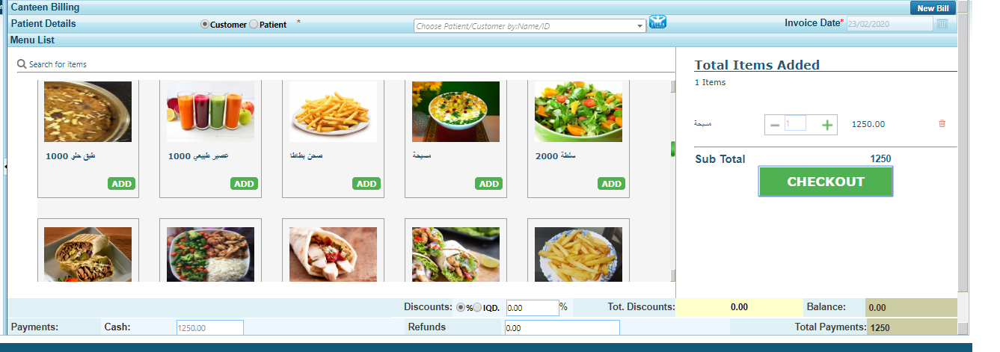 Canteen Billing
New Bill
Patient Details
Customer Patient *
Choose Patient/Customer by:Name/ID
Invoice Date* 23/02/2020
Menu List
Search for items
طبق حلو 1000
ADD
عصير طبيعي 1000
ADD
صحن بطاطا
ADD
مسبحة
ADD
سلطة 2000
ADD
Total Items Added
1 Items
مسبحة
1
1250.00
Sub Total 1250
CHECKOUT
Discounts: % IQD. 0.00 %
Tot. Discounts: 0.00
Balance: 0.00
Payments: Cash: 1250.00
Refunds 0.00
Total Payments: 1250